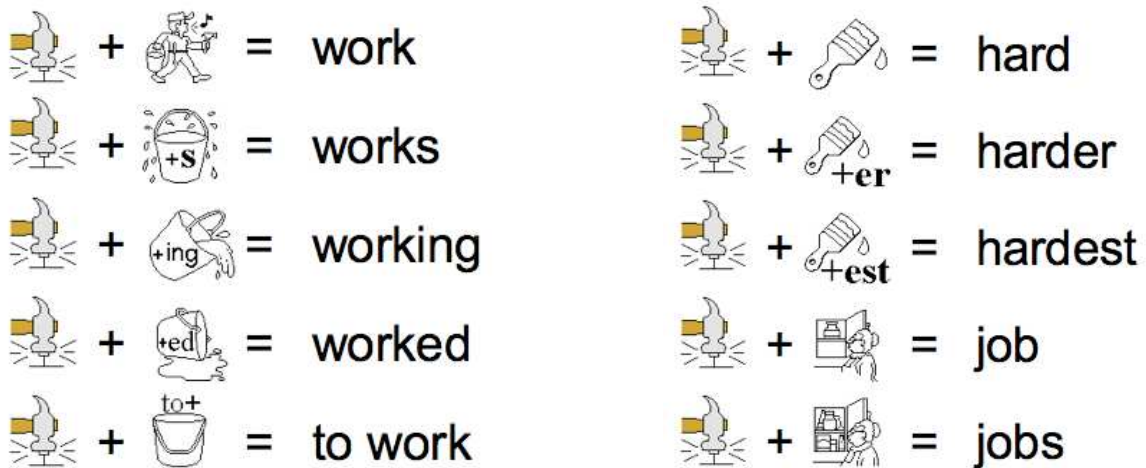 + = work
+ +s = works
+ +ing = working
+ +ed = worked
+ to+ = to work
+ = hard
+ +er = harder
+ +est = hardest
+ = job
+ = jobs